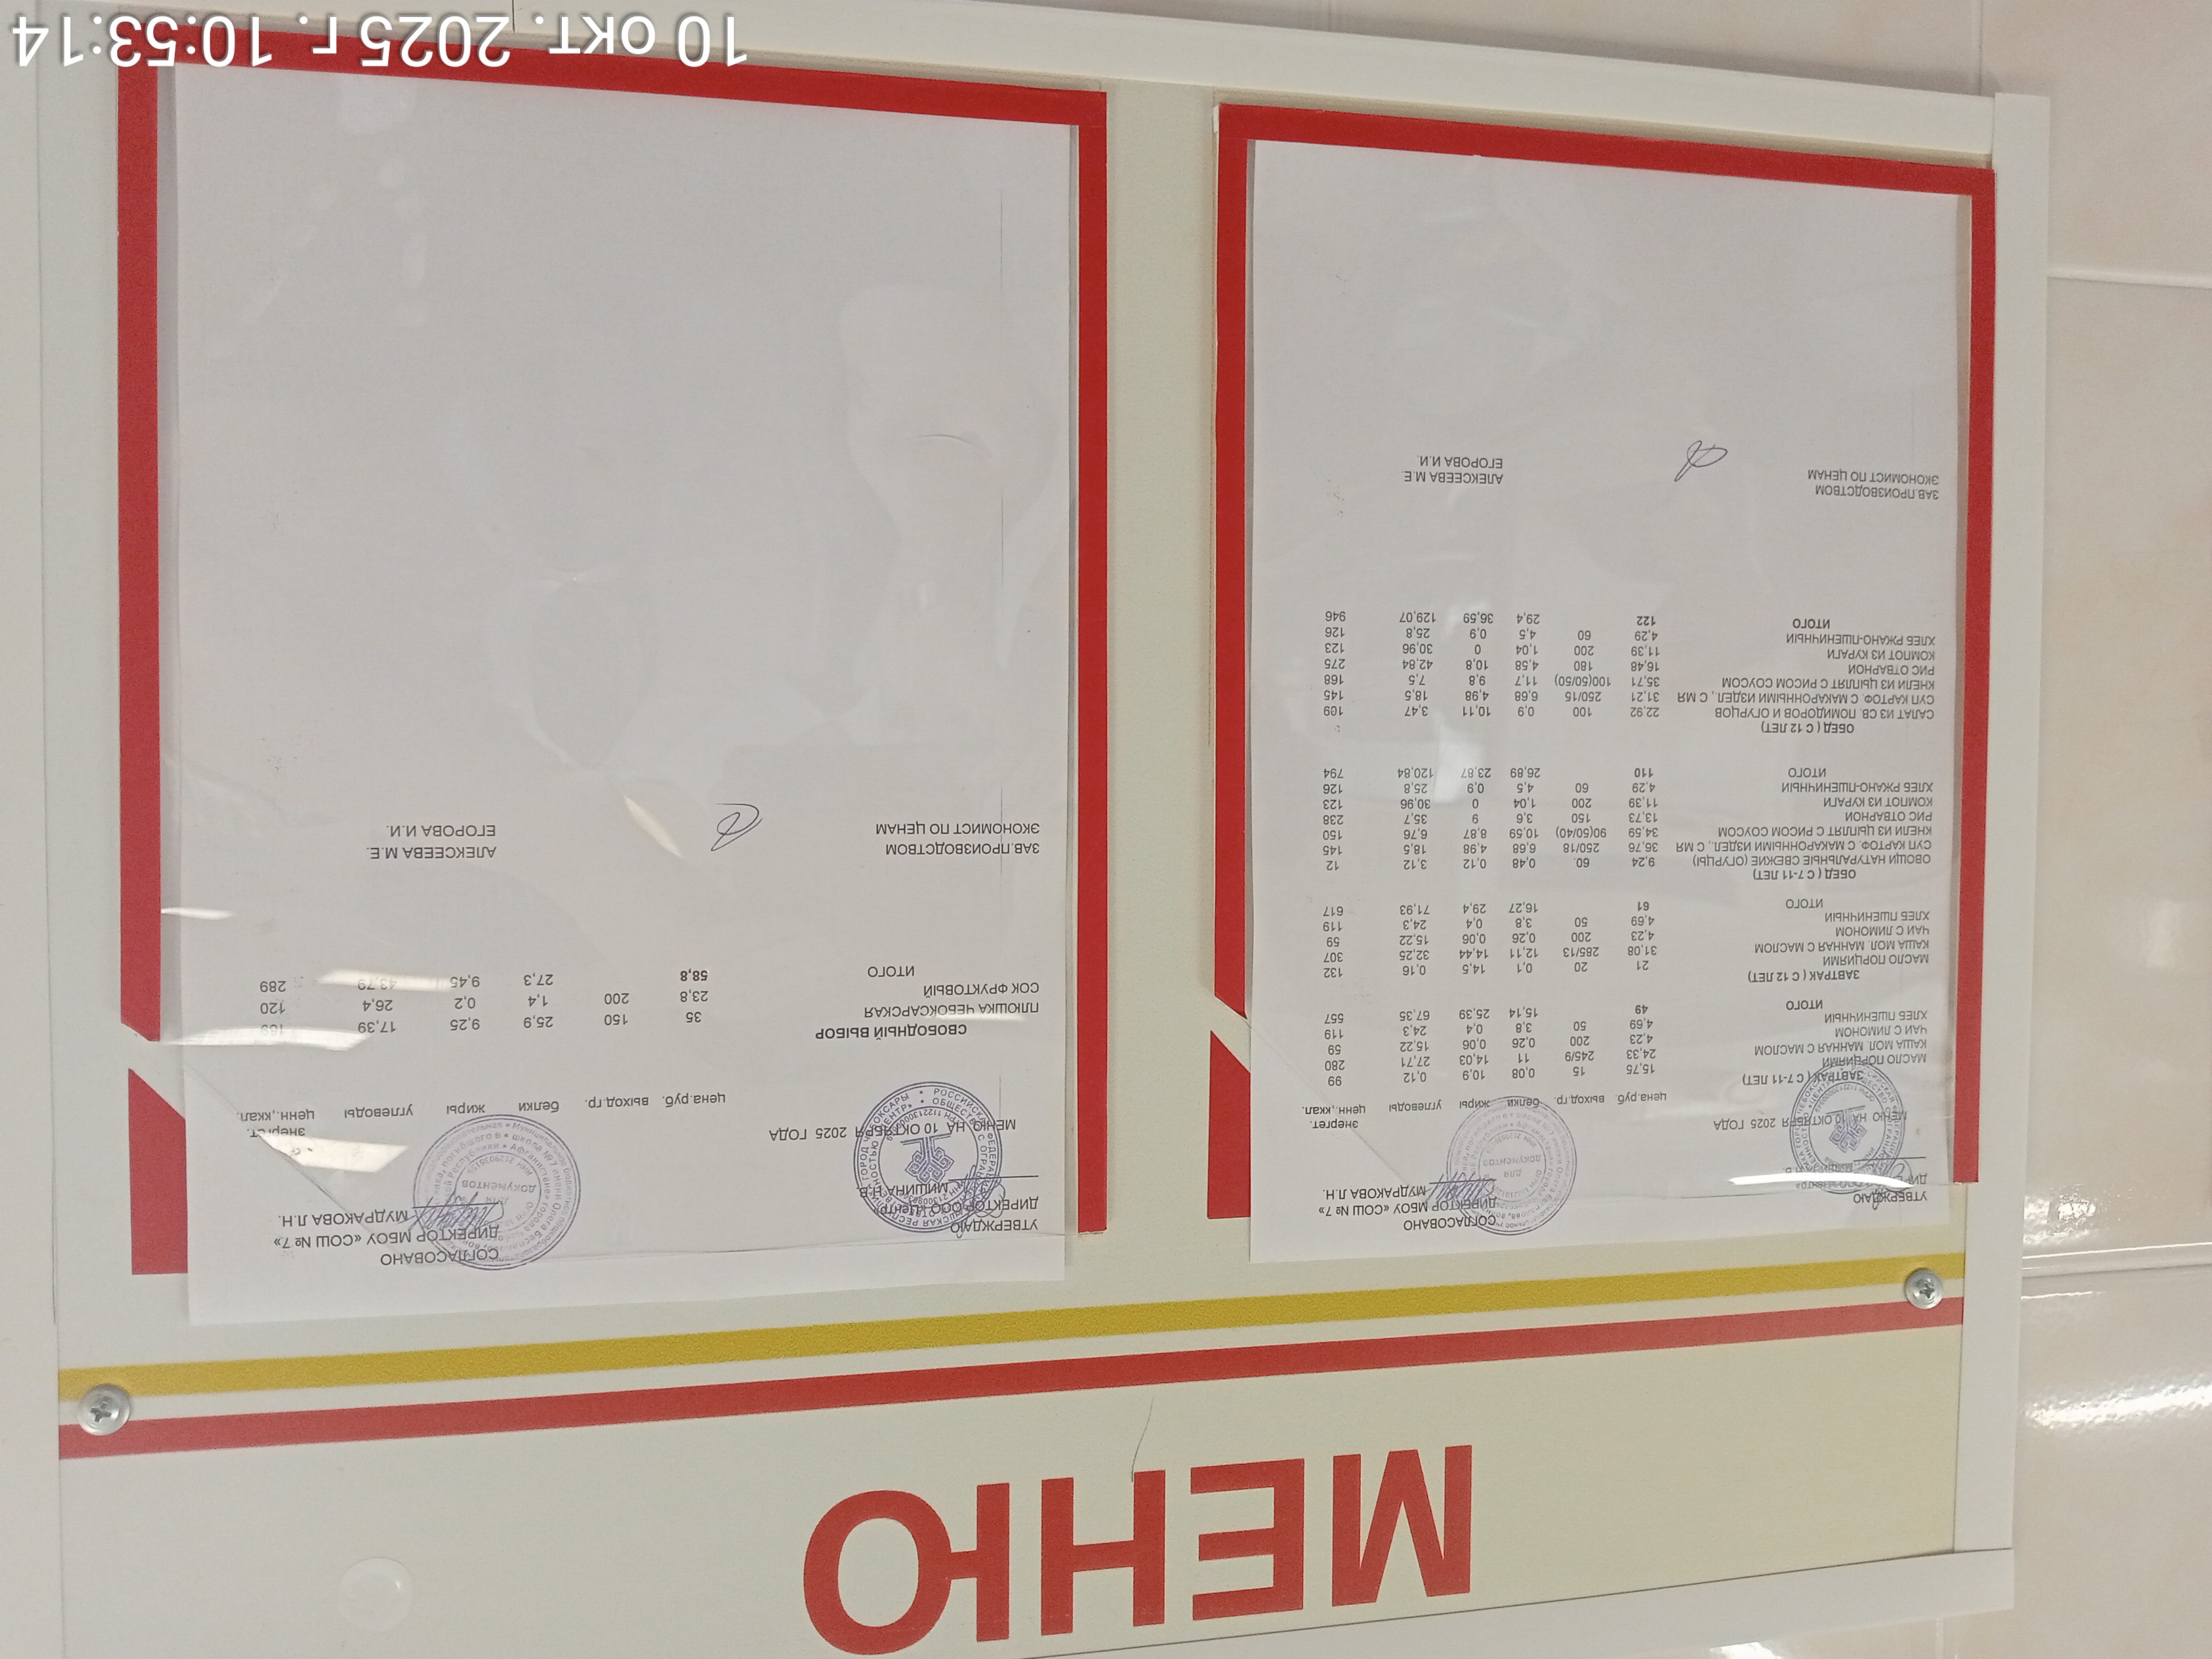 МЕНЮ
УТВЕРЖДАЮ
МИШИНА Н.В.
СОГЛАСОВАНО
ДИРЕКТОР МБОУ «СОШ № 7»
МУДРАКОВА Л.Н.
МЕНЮ НА 10 ОКТЯБРЯ 2025 ГОДА
цена.руб. выход.гр. белки жиры углеводы энергет. ценн.,ккал.
ЗАВТРАК ( С 7-11 ЛЕТ)
МАСЛО ПОРЦИЯМИ 15,75 15 0,08 10,9 0,12 99
КАША МОЛ. МАННАЯ С МАСЛОМ 24,33 245/9 11 14,03 27,71 280
ЧАЙ С ЛИМОНОМ 4,23 200 0,26 0,06 15,22 59
ХЛЕБ ПШЕНИЧНЫЙ 4,69 50 3,8 0,4 24,3 119
ИТОГО 49 15,14 25,39 67,35 557
ЗАВТРАК ( С 12 ЛЕТ)
МАСЛО ПОРЦИЯМИ 21 20 0,1 14,5 0,16 132
КАША МОЛ. МАННАЯ С МАСЛОМ 31,08 285/13 12,11 14,44 32,25 307
ЧАЙ С ЛИМОНОМ 4,23 200 0,26 0,06 15,22 59
ХЛЕБ ПШЕНИЧНЫЙ 4,69 50 3,8 0,4 24,3 119
ИТОГО 61 16,27 29,4 71,93 617
ОБЕД ( С 7-11 ЛЕТ)
ОВОЩИ НАТУРАЛЬНЫЕ СВЕЖИЕ (ОГУРЦЫ) 9,24 60. 0,48 0,12 3,12 12
СУП КАРТОФ. С МАКАРОННЫМИ ИЗДЕЛ., С МЯ 36,76 250/18 6,68 4,98 18,5 145
КНЕЛИ ИЗ ЦЫПЛЯТ С РИСОМ СОУСОМ 34,59 90(50/40) 10,59 8,87 6,76 150
РИС ОТВАРНОЙ 13,73 150 3,6 9 35,7 238
КОМПОТ ИЗ КУРАГИ 11,39 200 1,04 0 30,96 123
ХЛЕБ РЖАНО-ПШЕНИЧНЫЙ 4,29 60 4,5 0,9 25,8 126
ИТОГО 110 26,89 23,87 120,84 794
ОБЕД ( С 12 ЛЕТ)
САЛАТ ИЗ СВ. ПОМИДОРОВ И ОГУРЦОВ 22,92 100 0,9 10,11 3,47 109
СУП КАРТОФ. С МАКАРОННЫМИ ИЗДЕЛ., С МЯ 31,21 250/15 6,68 4,98 18,5 145
КНЕЛИ ИЗ ЦЫПЛЯТ С РИСОМ СОУСОМ 35,71 100(50/50) 11,7 9,8 7,5 168
РИС ОТВАРНОЙ 16,48 180 4,58 10,8 42,84 275
КОМПОТ ИЗ КУРАГИ 11,39 200 1,04 0 30,96 123
ХЛЕБ РЖАНО-ПШЕНИЧНЫЙ 4,29 60 4,5 0,9 25,8 126
ИТОГО 122 29,4 36,59 129,07 946
ЗАВ.ПРОИЗВОДСТВОМ АЛЕКСЕЕВА М.Е
ЭКОНОМИСТ ПО ЦЕНАМ ЕГОРОВА И.И.
УТВЕРЖДАЮ
ДИРЕКТОР ООО «Центр»
МИШИНА Н.В.
СОГЛАСОВАНО
ДИРЕКТОР МБОУ «СОШ № 7»
МУДРАКОВА Л.Н.
МЕНЮ НА 10 ОКТЯБРЯ 2025 ГОДА
цена.руб. выход.гр. белки жиры углеводы энергет. ценн.,ккал.
СВОБОДНЫЙ ВЫБОР
ПЛЮШКА ЧЕБОКСАРСКАЯ 35 150 25,9 9,25 17,39 169
СОК ФРУКТОВЫЙ 23,8 200 1,4 0,2 26,4 120
ИТОГО 58,8 27,3 9,45 43,79 289
ЗАВ.ПРОИЗВОДСТВОМ АЛЕКСЕЕВА М.Е.
ЭКОНОМИСТ ПО ЦЕНАМ ЕГОРОВА И.И.
10 окт. 2025 г. 10:53:14